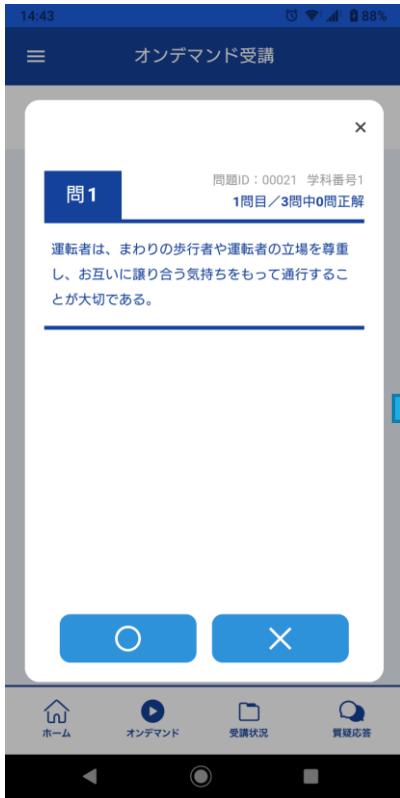 14:43
88%
オンデマンド受講
×
問題ID：00021 学科番号1
問1
1問目／3問中0問正解
運転者は、まわりの歩行者や運転者の立場を尊重
し、お互いに譲り合う気持ちをもって通行するこ
とが大切である。
ホーム
オンデマンド
受講状況
質疑応答